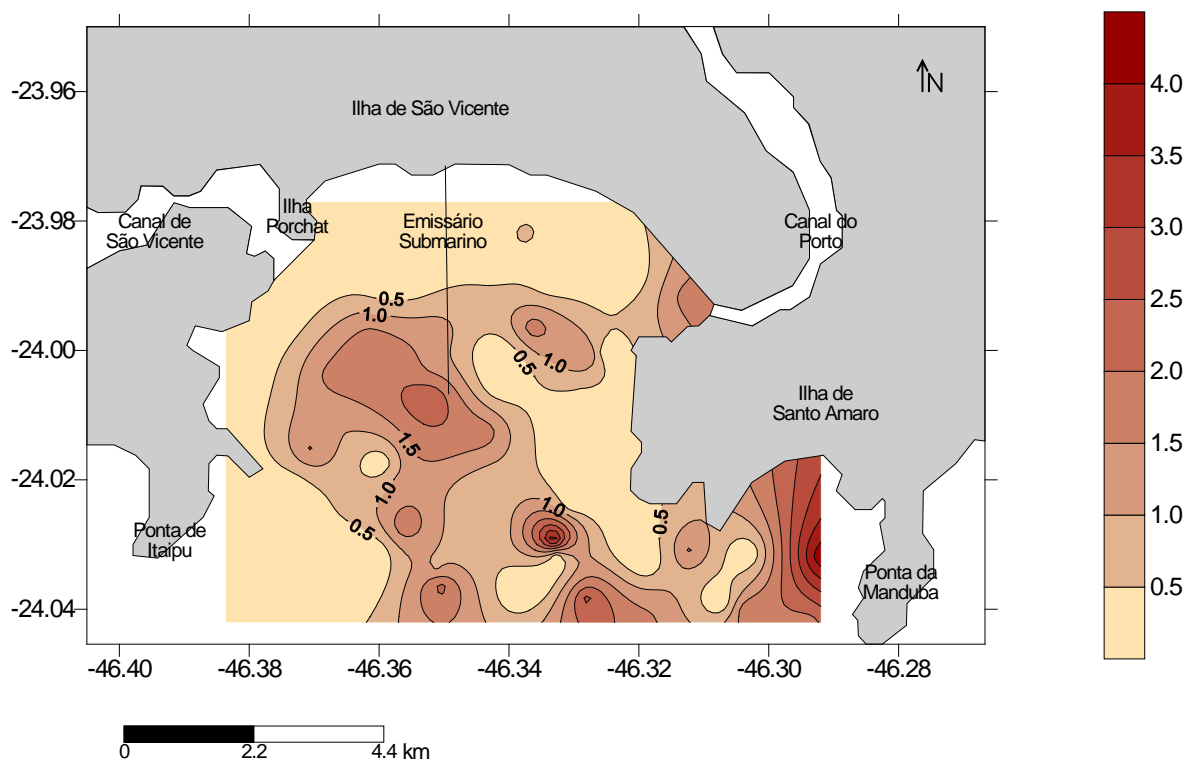 -23.96
-23.98
-24.00
-24.02
-24.04
N
Ilha de São Vicente
Canal de
São Vicente
Ilha
Porchat
Emissário
Submarino
Canal do
Porto
0.5
1.0
0.5
1.0
Ilha de
Santo Amaro
1.5
1.0
0.5
1.0
0.5
Ponta de
Itaipu
Ponta da
Manduba
-46.40
-46.38
-46.36
-46.34
-46.32
-46.30
-46.28
0
2.2
4.4 km
4.0
3.5
3.0
2.5
2.0
1.5
1.0
0.5